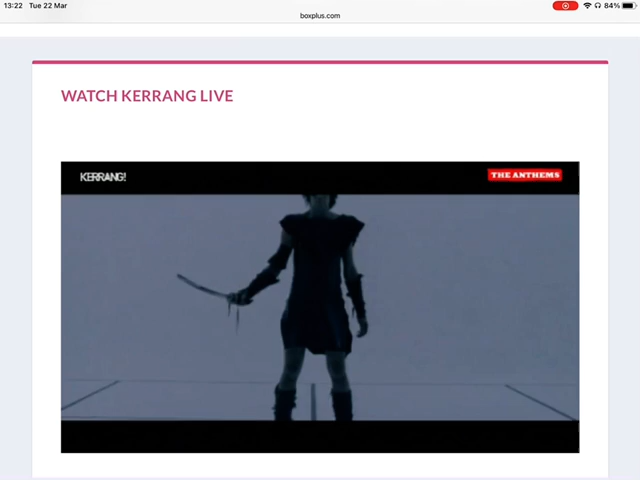 13:22 Tue 22 Mar
84%
boxplus.com
WATCH KERRANG LIVE
KERRANG!
THE ANTHEMS